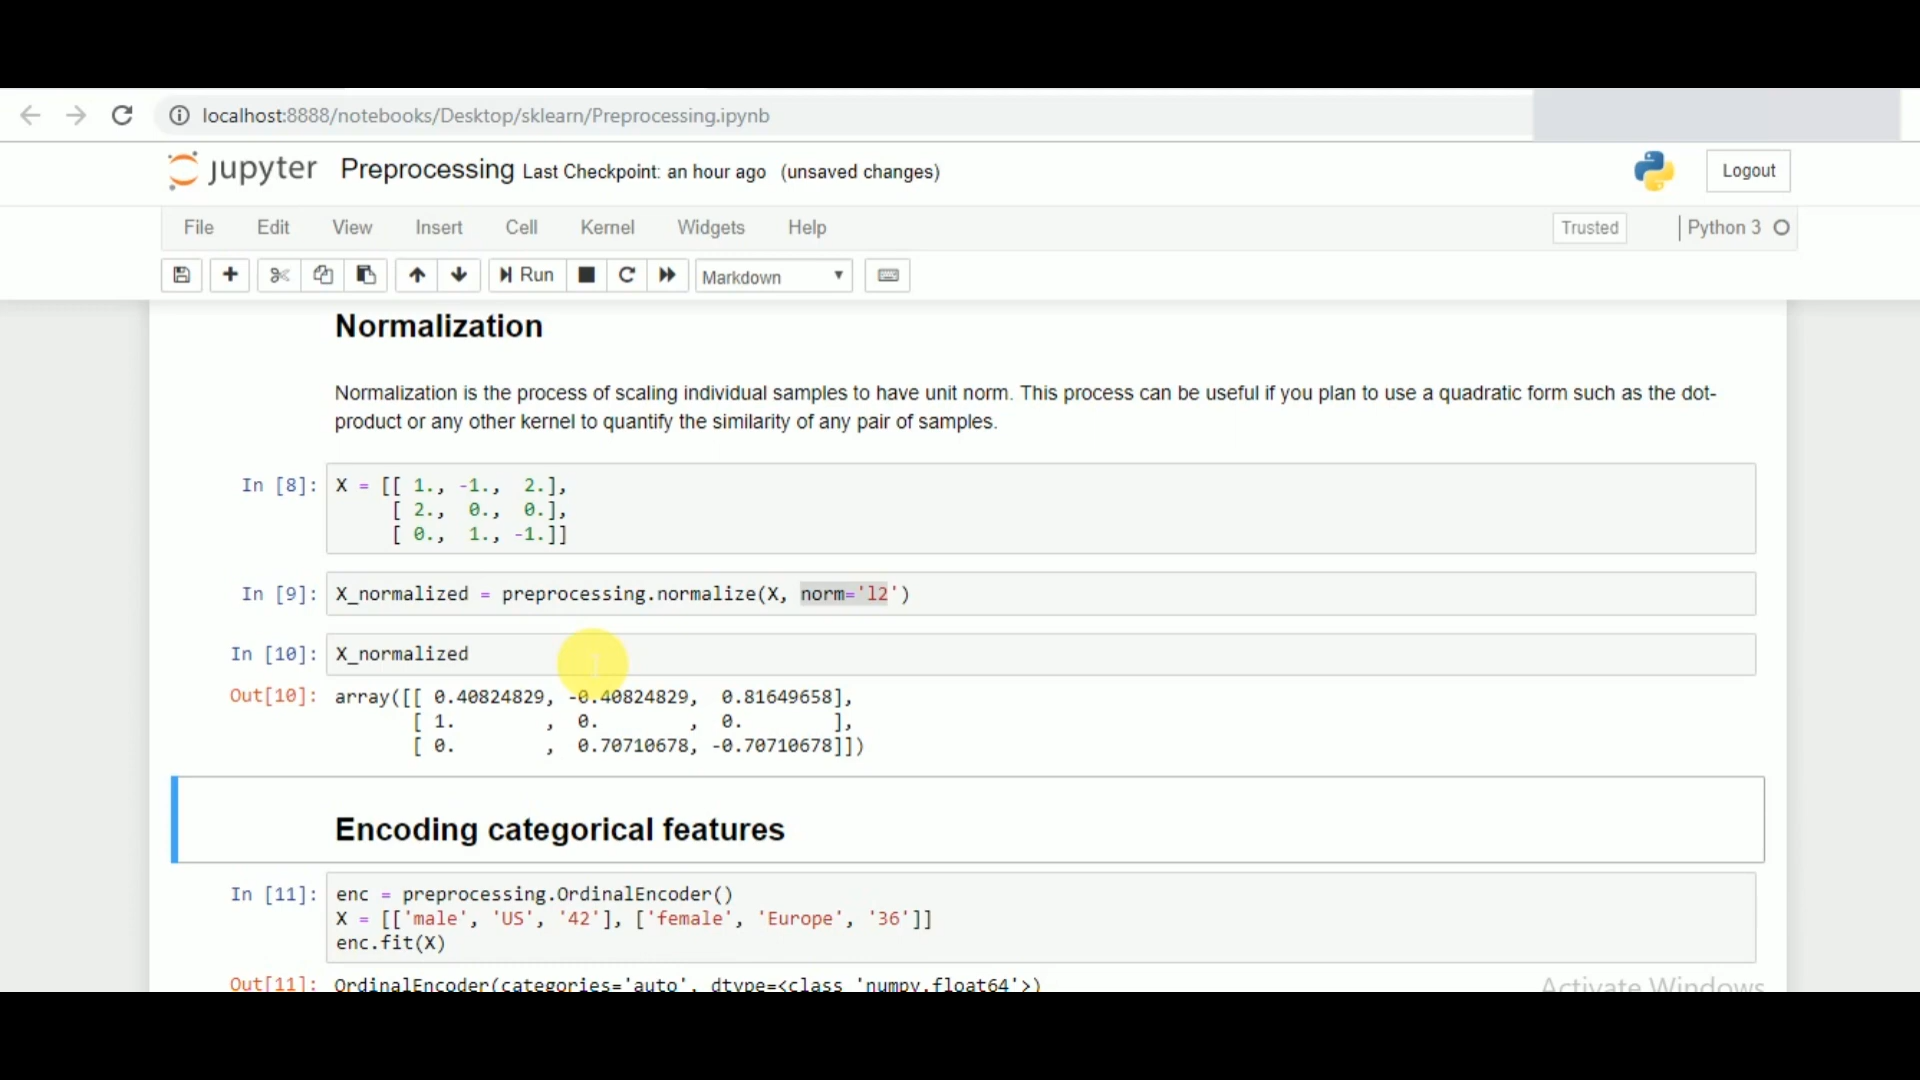 localhost:8888/notebooks/Desktop/sklearn/Preprocessing.ipynb
jupyter Preprocessing Last Checkpoint: an hour ago (unsaved changes) Logout
File Edit View Insert Cell Kernel Widgets Help Trusted Python 3
Run Markdown
Normalization
Normalization is the process of scaling individual samples to have unit norm. This process can be useful if you plan to use a quadratic form such as the dot-
product or any other kernel to quantify the similarity of any pair of samples.
In [8]: X = [[ 1., -1., 2.],
[ 2., 0., 0.],
[ 0., 1., -1.]]
In [9]: X_normalized = preprocessing.normalize(X, norm='l2')
In [10]: X_normalized
Out[10]: array([[ 0.40824829, -0.40824829, 0.81649658],
[ 1. , 0. , 0. ],
[ 0. , 0.70710678, -0.70710678]])
Encoding categorical features
In [11]: enc = preprocessing.OrdinalEncoder()
X = [['male', 'US', '42'], ['female', 'Europe', '36']]
enc.fit(X)
Out[11]: OrdinalEncoder(categories='auto', dtype=<class 'numpy.float64'>)
Activate Windows